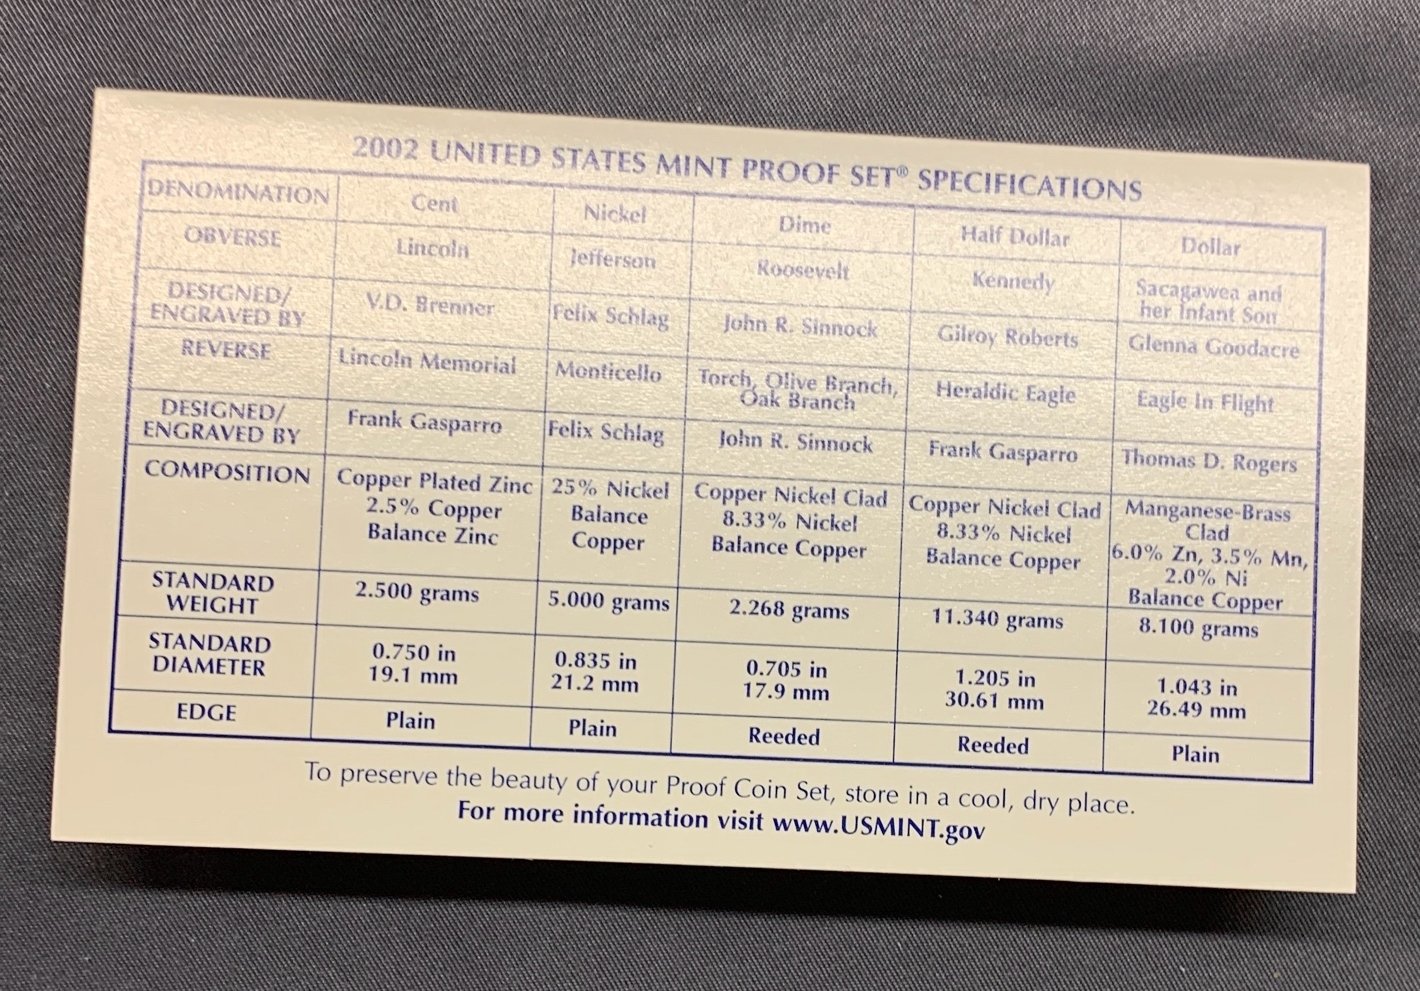 2002 UNITED STATES MINT PROOF SET® SPECIFICATIONS
DENOMINATION Cent Nickel Dime Half Dollar Dollar
OBVERSE Lincoln Jefferson Roosevelt Kennedy Sacagawea and
her Infant Son
DESIGNED/
ENGRAVED BY V.D. Brenner Felix Schlag John R. Sinnock Gilroy Roberts Glenna Goodacre
REVERSE Lincoln Memorial Monticello Torch, Olive Branch, Heraldic Eagle Eagle In Flight
Oak Branch
DESIGNED/
ENGRAVED BY Frank Gasparro Felix Schlag John R. Sinnock Frank Gasparro Thomas D. Rogers
COMPOSITION Copper Plated Zinc 25% Nickel Copper Nickel Clad Copper Nickel Clad Manganese-Brass
2.5% Copper Balance 8.33% Nickel 8.33% Nickel Clad
Balance Zinc Copper Balance Copper Balance Copper 6.0% Zn, 3.5% Mn,
2.0% Ni
Balance Copper
STANDARD
WEIGHT 2.500 grams 5.000 grams 2.268 grams 11.340 grams 8.100 grams
STANDARD 0.750 in 0.835 in 0.705 in 1.205 in 1.043 in
DIAMETER 19.1 mm 21.2 mm 17.9 mm 30.61 mm 26.49 mm
EDGE Plain Plain Reeded Reeded Plain
To preserve the beauty of your Proof Coin Set, store in a cool, dry place.
For more information visit www.USMINT.gov